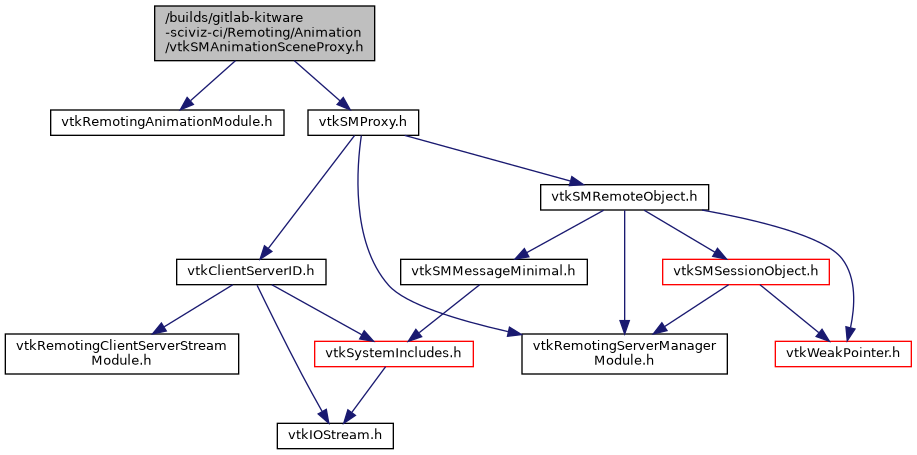 /builds/gitlab-kitware
-sciviz-ci/Remoting/Animation
/vtkSMAnimationSceneProxy.h
vtkRemotingAnimationModule.h
vtkSMProxy.h
vtkSMRemoteObject.h
vtkClientServerID.h
vtkSMMessageMinimal.h
vtkSMSessionObject.h
vtkRemotingClientServerStream
Module.h
vtkSystemIncludes.h
vtkRemotingServerManager
Module.h
vtkWeakPointer.h
vtkIOStream.h